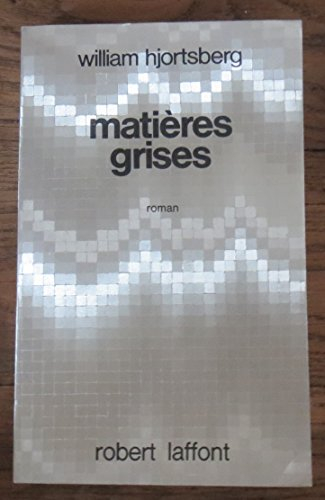 william hjortsberg
matières
grises
roman
robert laffont